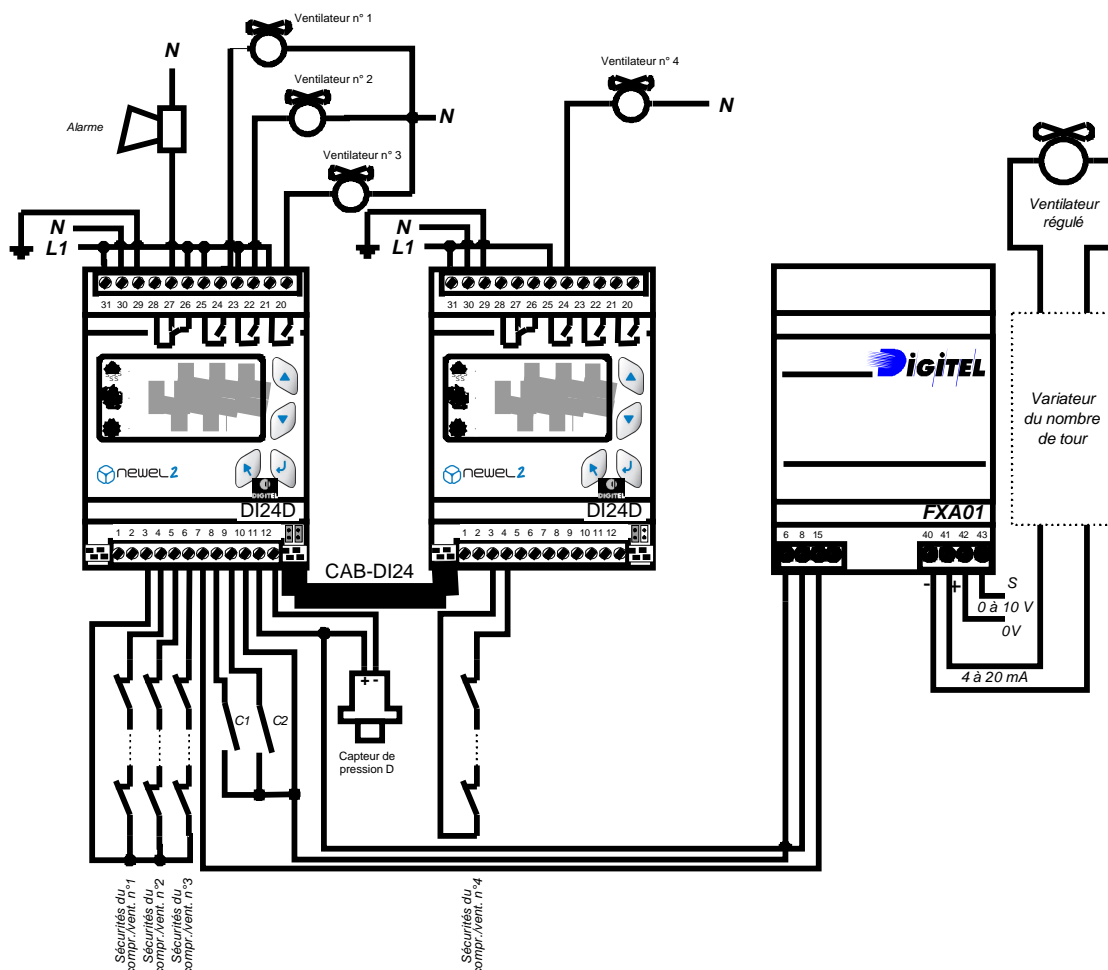 Ventilateur n° 1
N
Ventilateur n° 2
Ventilateur n° 4
Alarme
N
N
Ventilateur n° 3
Ventilateur
régulé
N
L1
N
L1
31 30 29 28 27 26 25 24 23 22 21 20
31 30 29 28 27 26 25 24 23 22 21 20
DIGITEL
Variateur
du nombre
de tour
newel2
newel2
DIGITEL
DIGITEL
DI24D
DI24D
FXA01
1 2 3 4 5 6 7 8 9 10 11 12
1 2 3 4 5 6 7 8 9 10 11 12
6 8 15
40 41 42 43
CAB-DI24
- +
S
0 à 10 V
0V
4 à 20 mA
+ -
C1
C2
Capteur de
pression D
Sécurités du
compr./vent. n°1
Sécurités du
compr./vent. n°2
Sécurités du
compr./vent. n°3
Sécurités du
compr./vent. n°4